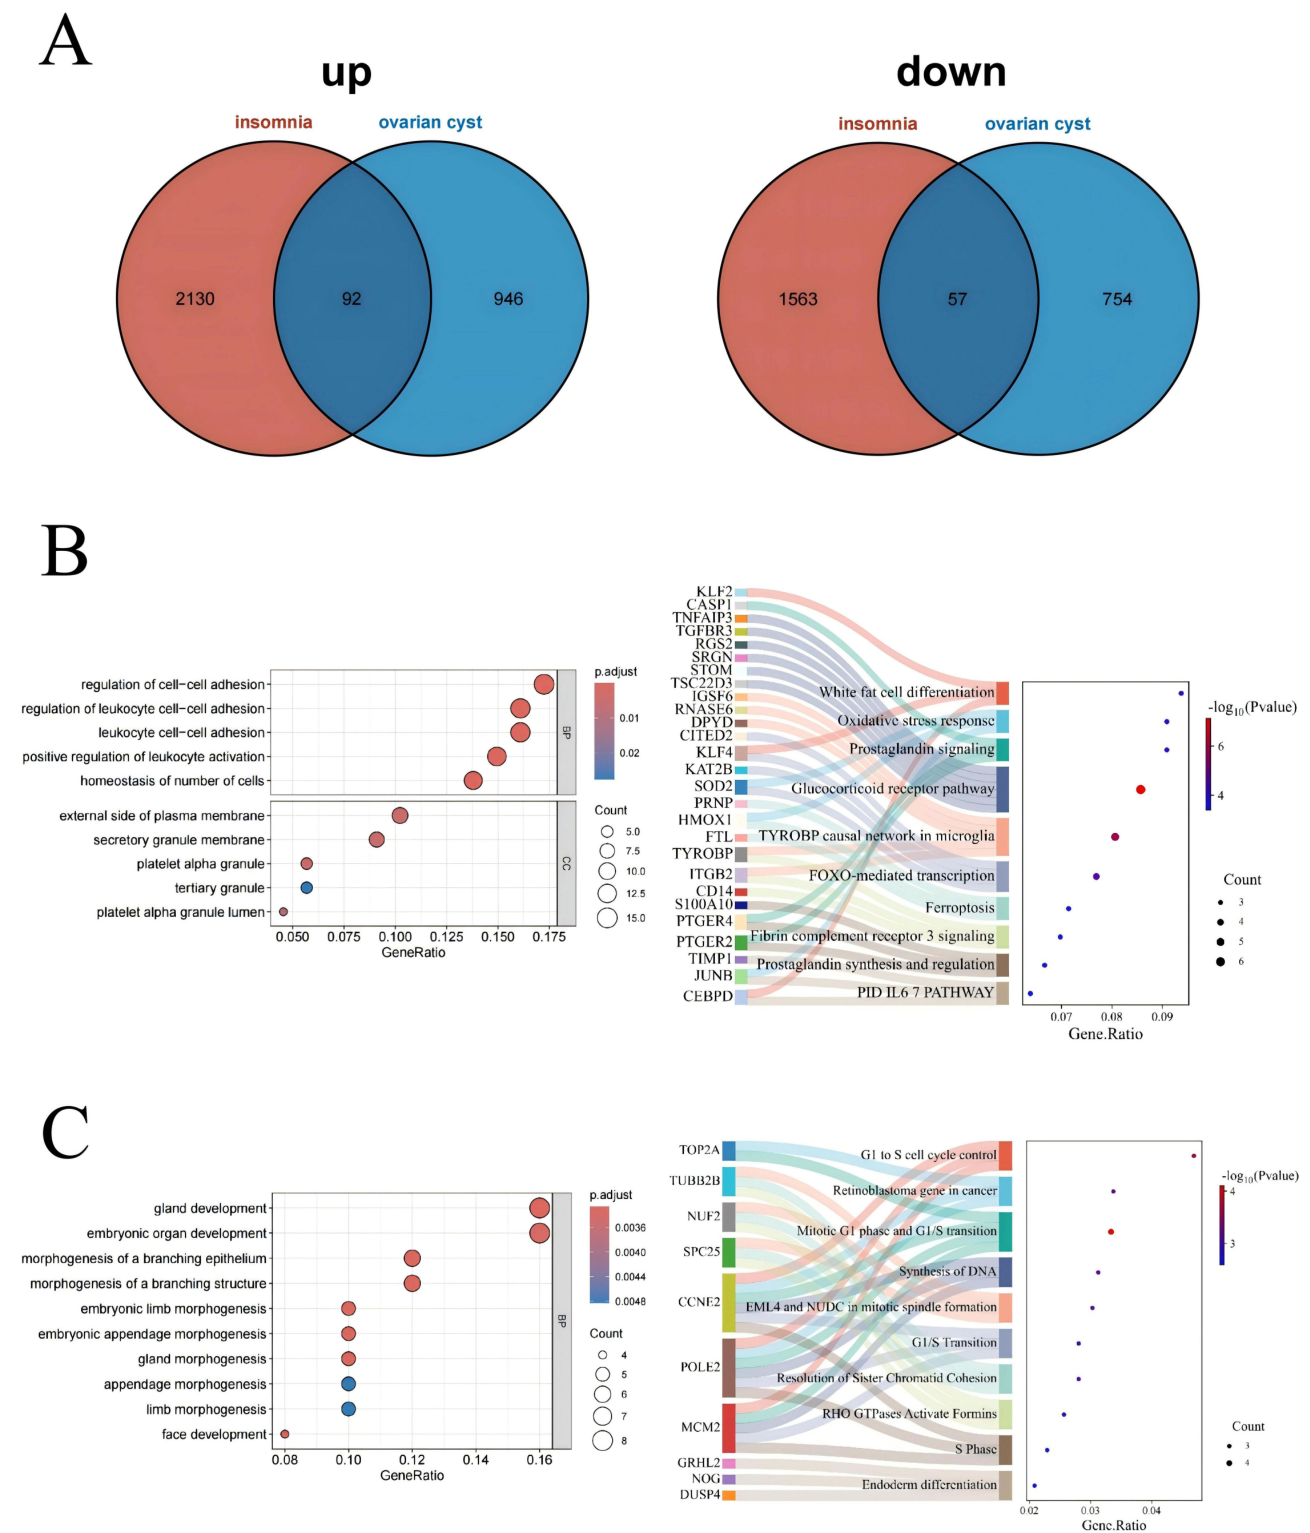 A
up
down
insomnia
ovarian cyst
insomnia
ovarian cyst
2130
92
946
1563
57
754
B
regulation of cell-cell adhesion
regulation of leukocyte cell-cell adhesion
leukocyte cell-cell adhesion
positive regulation of leukocyte activation
homeostasis of number of cells
BP
external side of plasma membrane
secretory granule membrane
platelet alpha granule
tertiary granule
platelet alpha granule lumen
CC
0.050
0.075
0.100
0.125
0.150
0.175
GeneRatio
p.adjust
0.01
0.02
Count
5.0
7.5
10.0
12.5
15.0
KLF2
CASP1
TNFAIP3
TGFBR3
RGS2
SRGN
STOM
TSC22D3
IGSF6
RNASE6
DPYD
CITED2
KLF4
KAT2B
SOD2
PRNP
HMOX1
FTL
TYROBP
ITGB2
CD14
S100A10
PTGER4
PTGER2
TIMP1
JUNB
CEBPD
White fat cell differentiation
Oxidative stress response
Prostaglandin signaling
Glucocorticoid receptor pathway
TYROBP causal network in microglia
FOXO-mediated transcription
Ferroptosis
Fibrin complement receptor 3 signaling
Prostaglandin synthesis and regulation
PID IL6 7 PATHWAY
0.07
0.08
0.09
Gene.Ratio
-log10(Pvalue)
6
4
Count
3
4
5
6
C
gland development
embryonic organ development
morphogenesis of a branching epithelium
morphogenesis of a branching structure
embryonic limb morphogenesis
embryonic appendage morphogenesis
gland morphogenesis
appendage morphogenesis
limb morphogenesis
face development
BP
0.08
0.10
0.12
0.14
0.16
GeneRatio
p.adjust
0.0036
0.0040
0.0044
0.0048
Count
4
5
6
7
8
TOP2A
TUBB2B
NUF2
SPC25
CCNE2
POLE2
MCM2
GRHL2
NOG
DUSP4
G1 to S cell cycle control
Retinoblastoma gene in cancer
Mitotic G1 phase and G1/S transition
Synthesis of DNA
EML4 and NUDC in mitotic spindle formation
G1/S Transition
Resolution of Sister Chromatid Cohesion
RHO GTPases Activate Formins
S Phase
Endoderm differentiation
0.02
0.03
0.04
Gene.Ratio
-log10(Pvalue)
4
3
Count
3
4